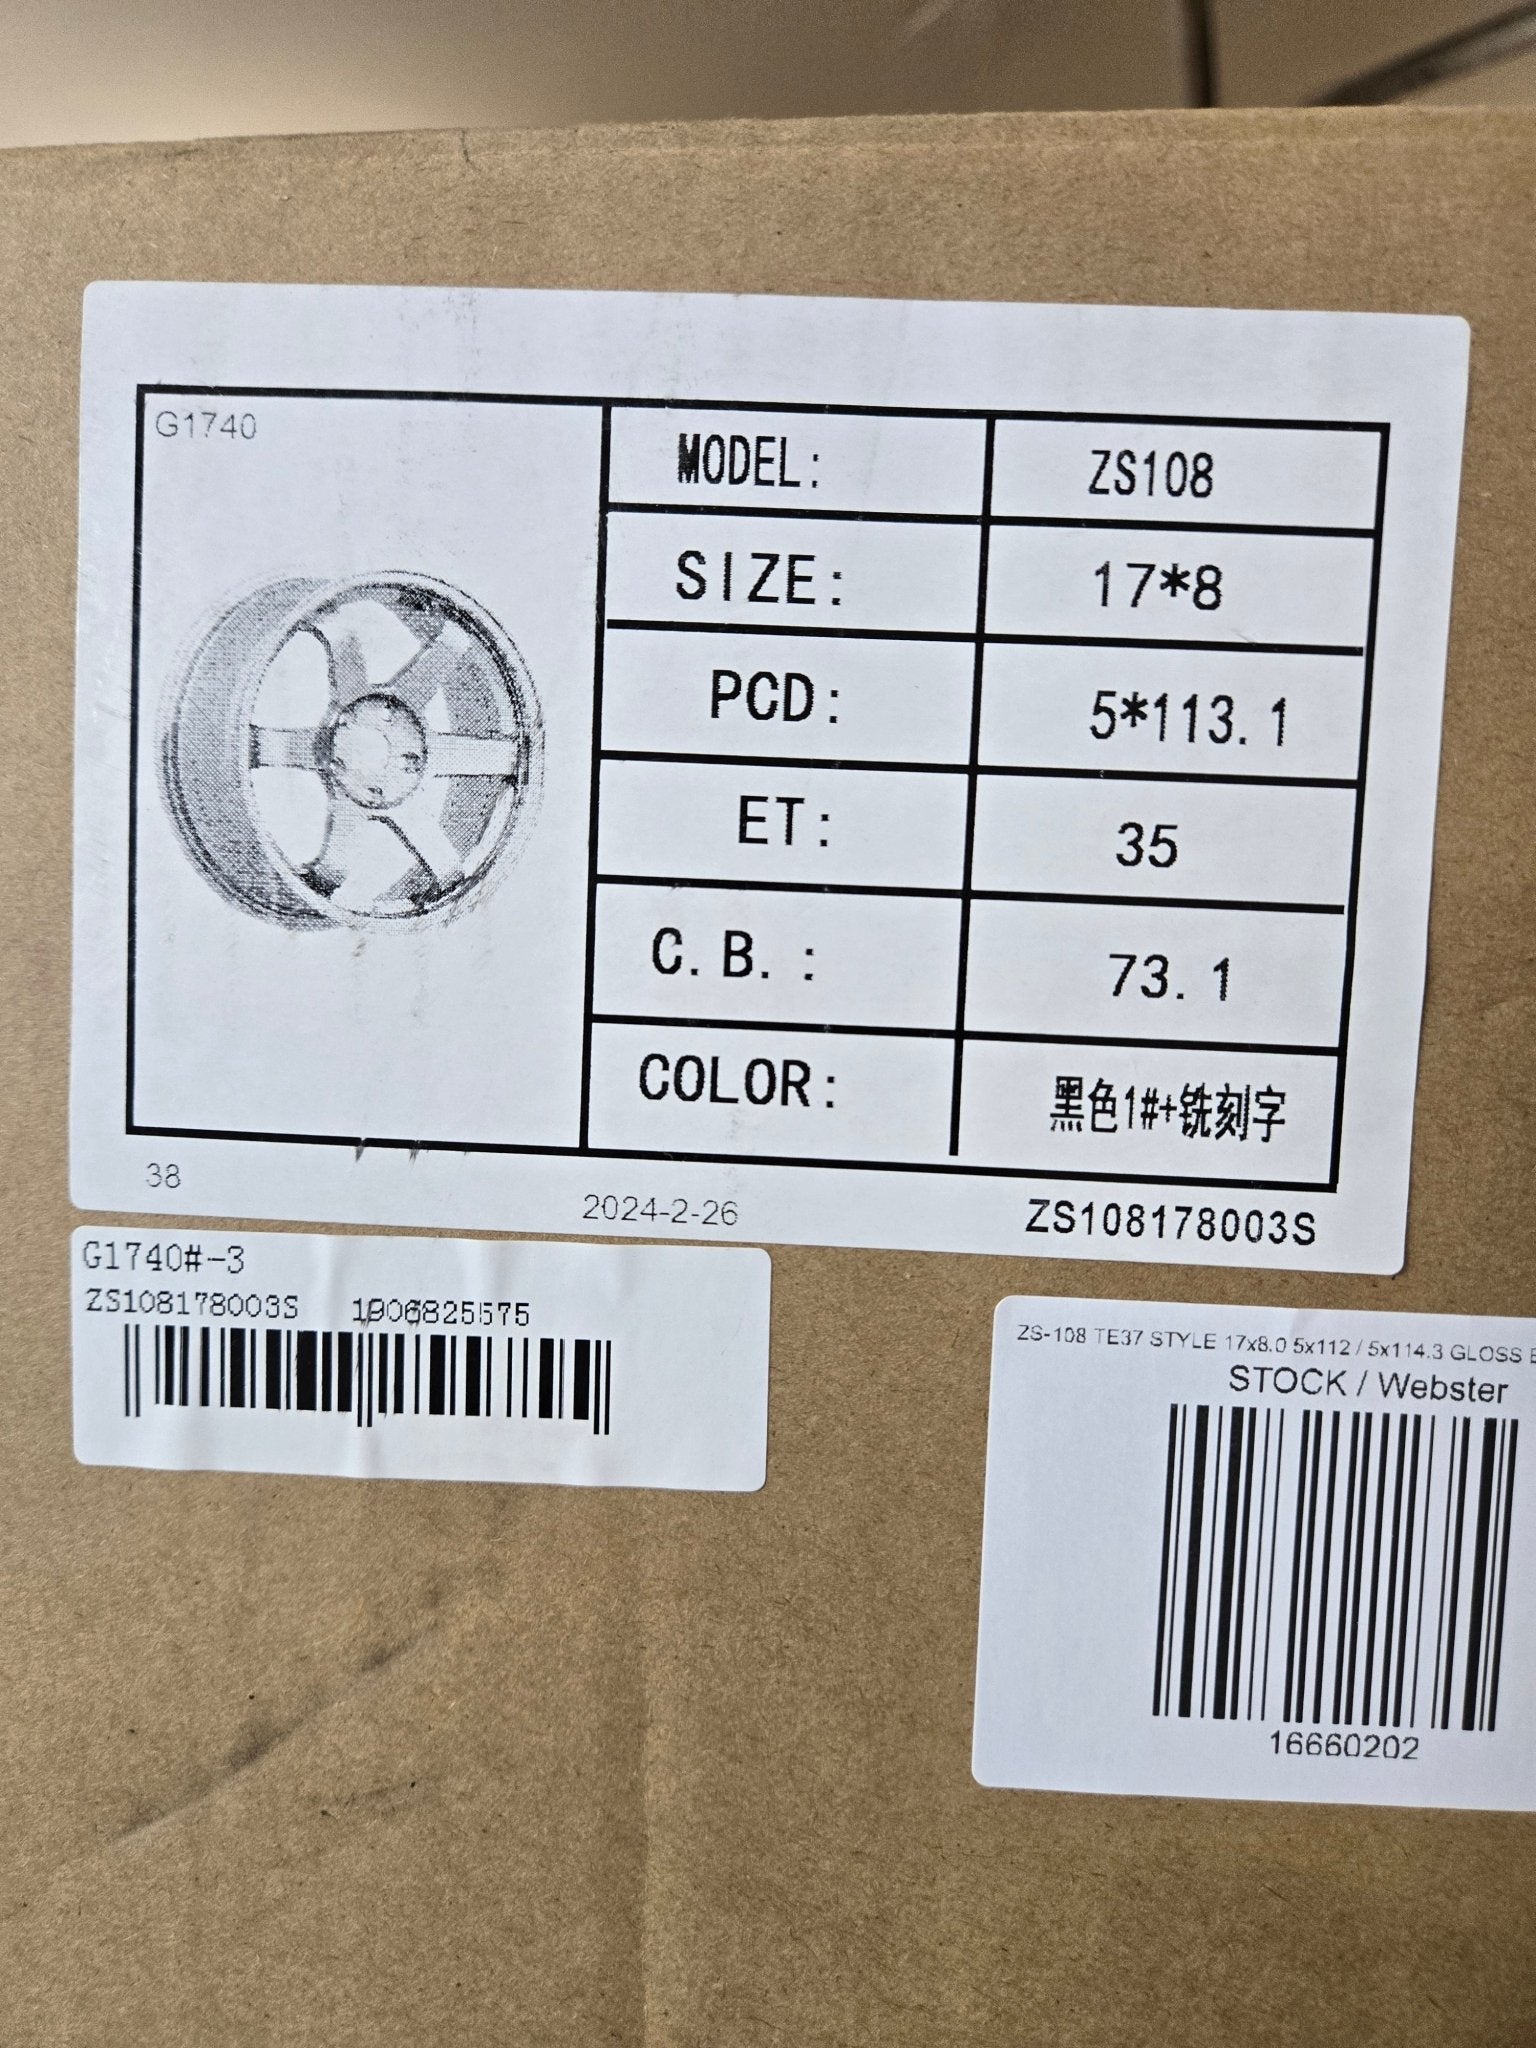 G1740
MODEL: ZS108
SIZE: 17*8
PCD: 5*113.1
ET: 35
C.B.: 73.1
COLOR: 黑色1#+铣刻字
38 2024-2-26 ZS108178003S
G1740#-3
ZS108178003S 1906825575
ZS-108 TE37 STYLE 17x8.0 5x112 / 5x114.3 GLOSS
STOCK / Webster
16660202